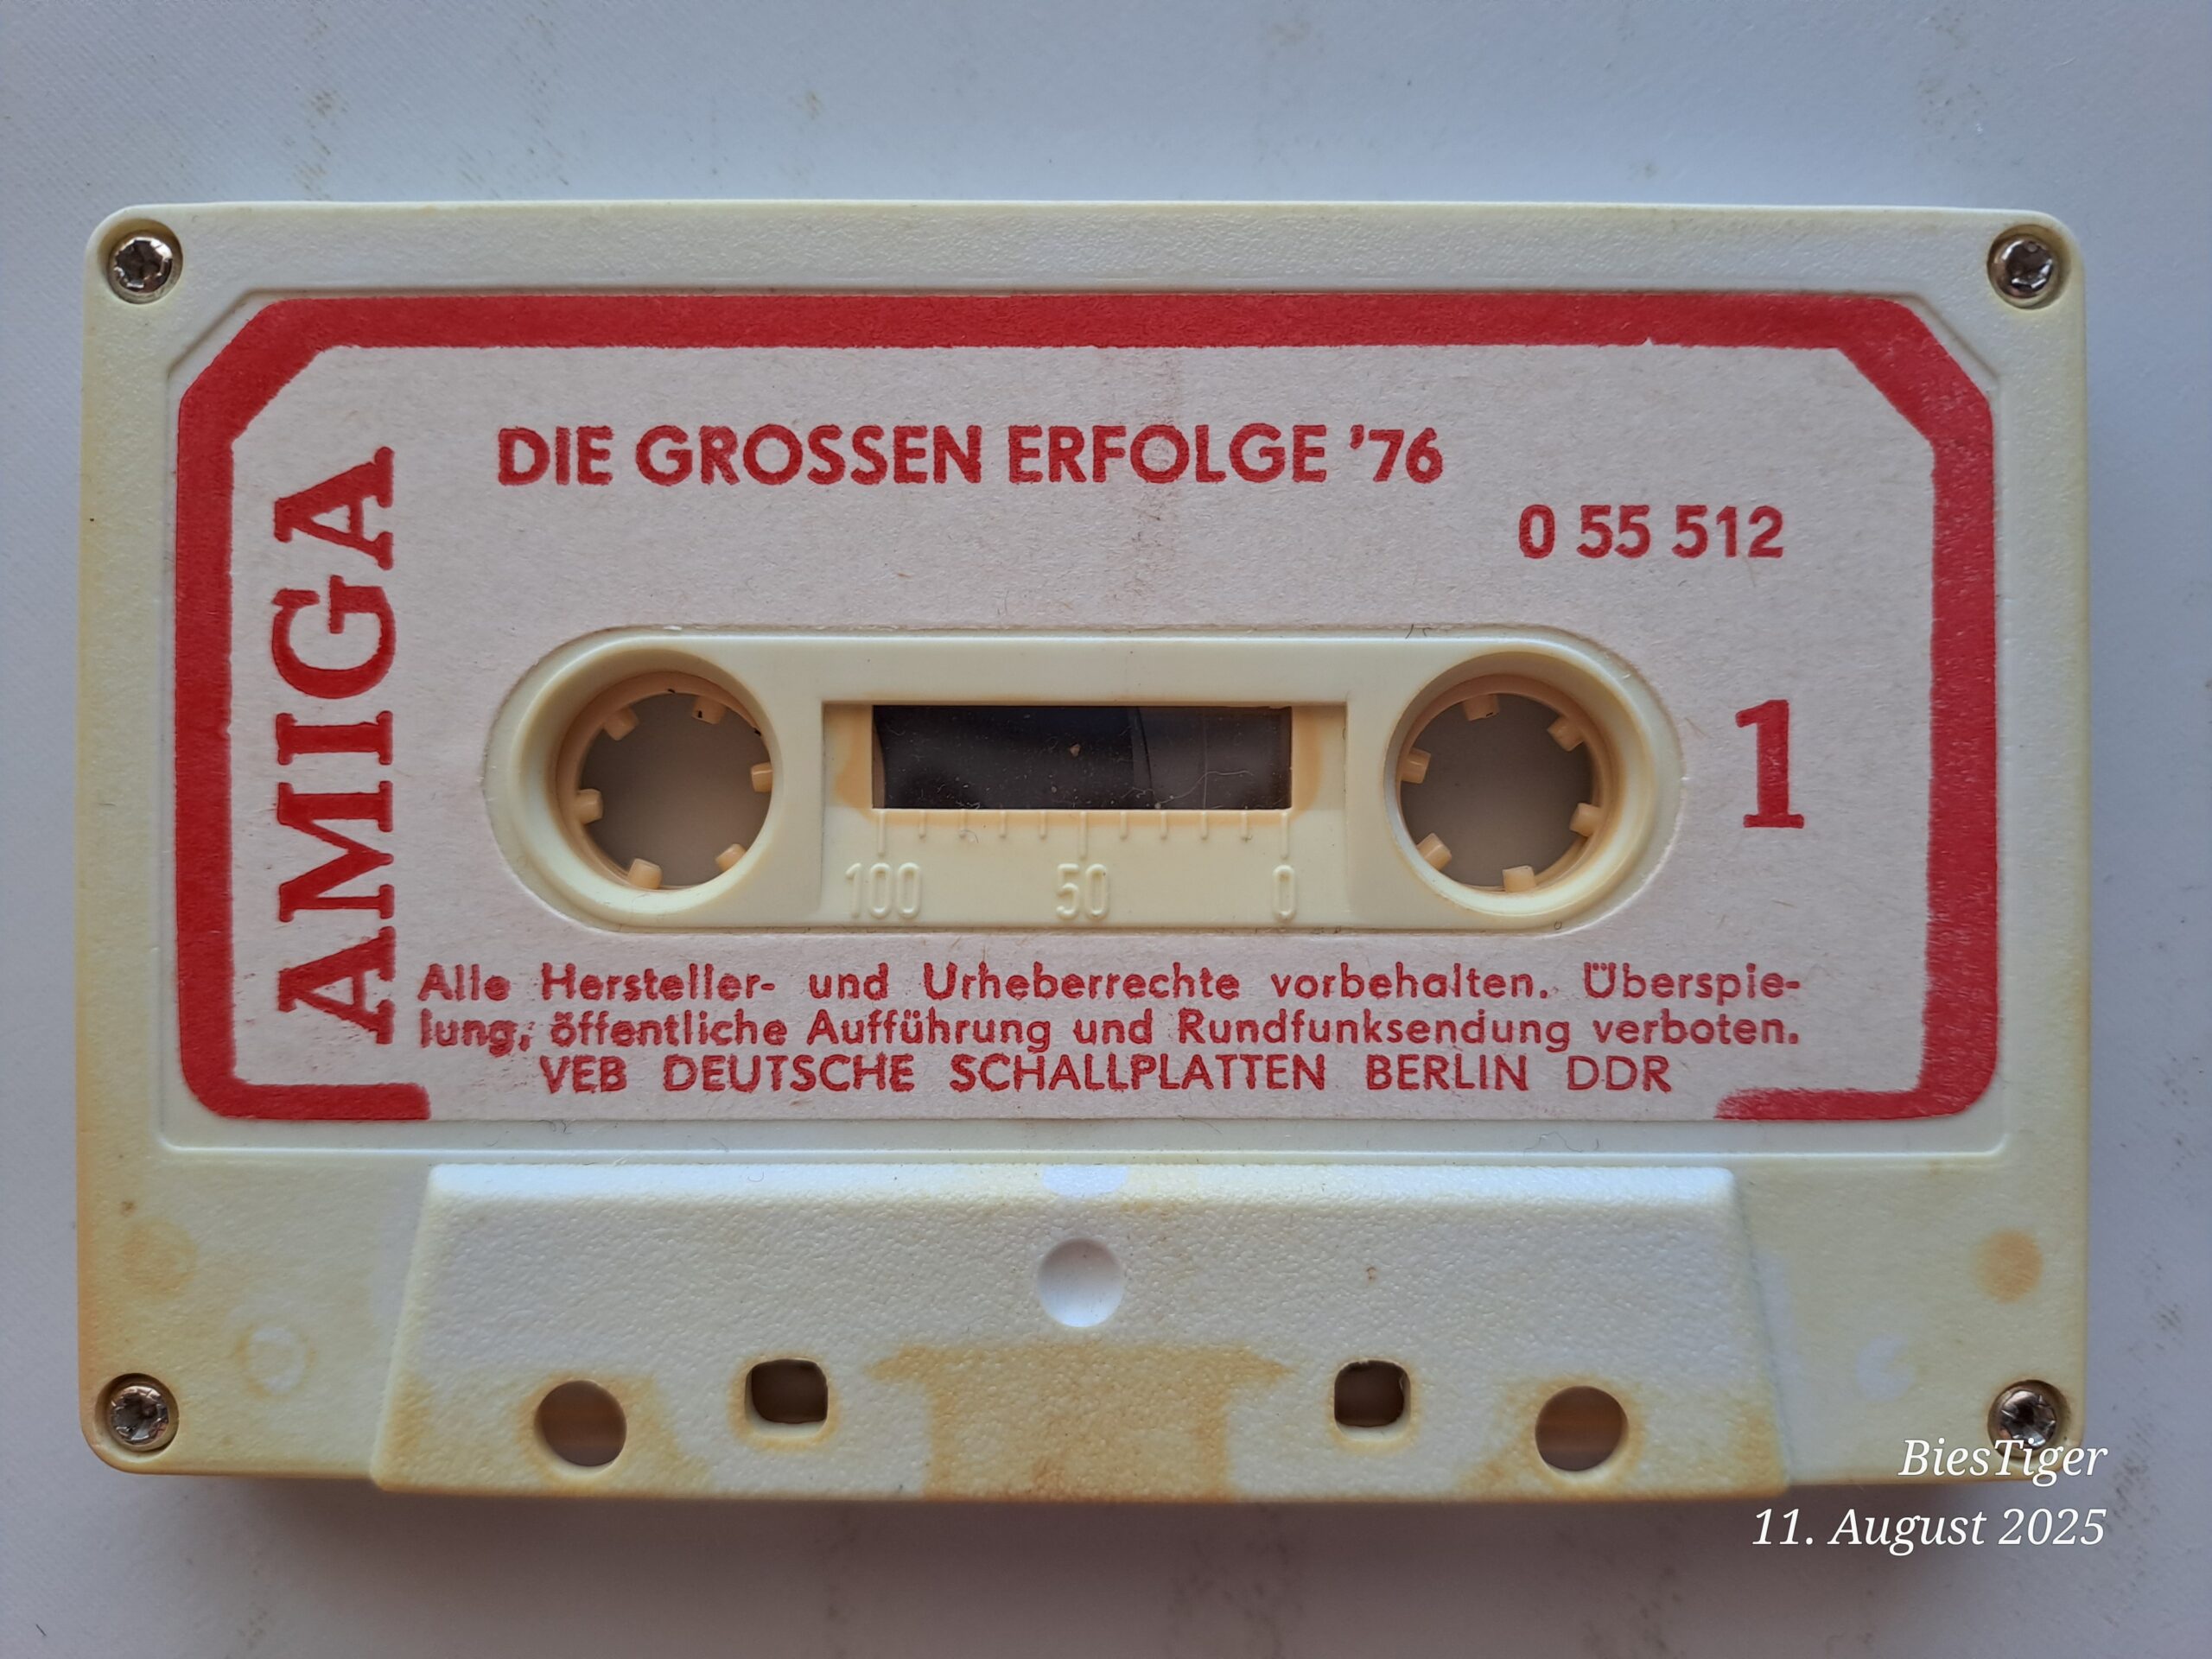 AMIGA
DIE GROSSEN ERFOLGE '76
0 55 512
1
100 50 0
Alle Hersteller- und Urheberrechte vorbehalten. Überspie-
lung, öffentliche Aufführung und Rundfunksendung verboten.
VEB DEUTSCHE SCHALLPLATTEN BERLIN DDR
BiesTiger
11. August 2025